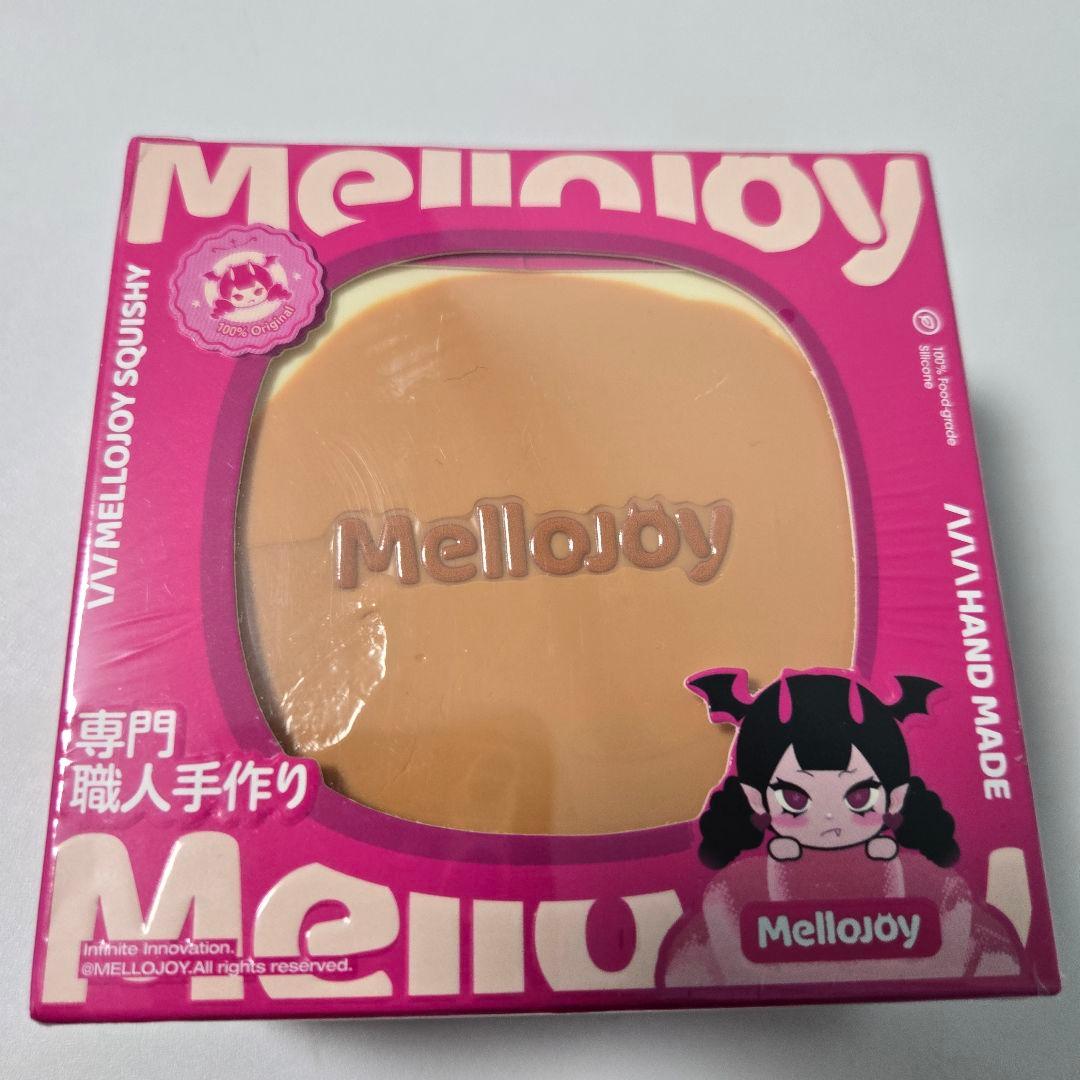 Mellojoy
100% Original
MELLOJOY SQUISHY
100% Food-grade
Silicone
Mellojoy
HAND MADE
専門
職人手作り
Mellojoy
Infinite Innovation.
©MELLOJOY.All rights reserved.
Mellojoy